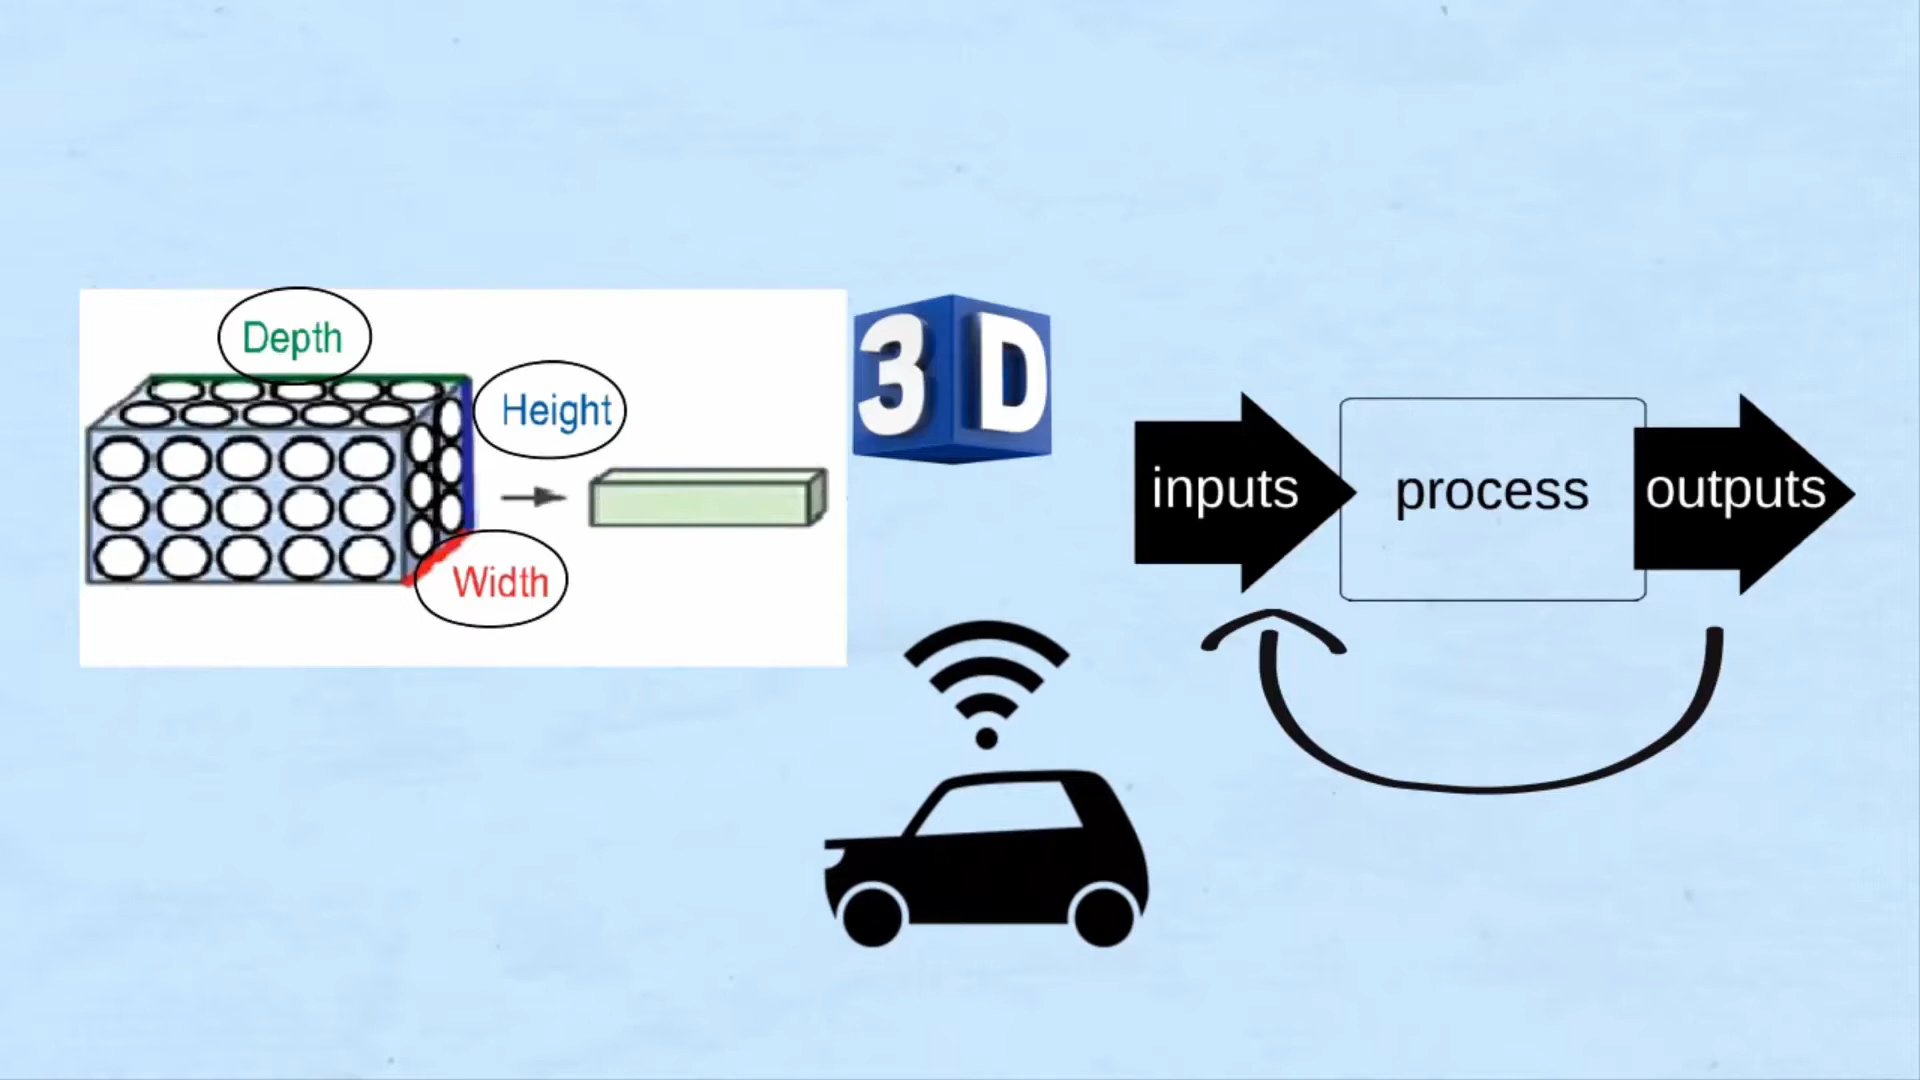 Depth
Height
Width
3D
inputs
process
outputs